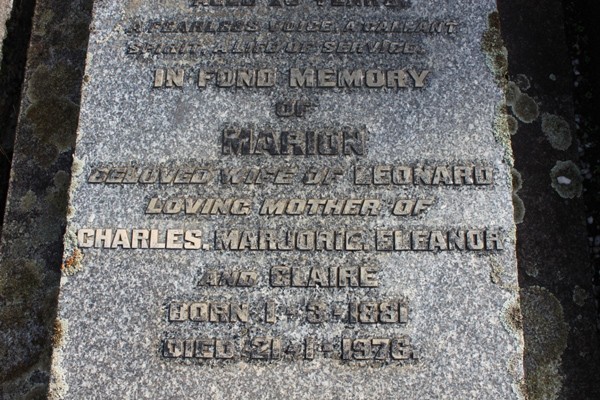 A FEARLESS VOICE, A GALLANT
SPIRIT, A LIFE OF SERVICE.
IN FOND MEMORY
OF
MARION
BELOVED WIFE OF LEONARD
LOVING MOTHER OF
CHARLES, MARJORIE, ELEANOR
AND CLAIRE
BORN 1-3-1881
DIED 21-1-1976.